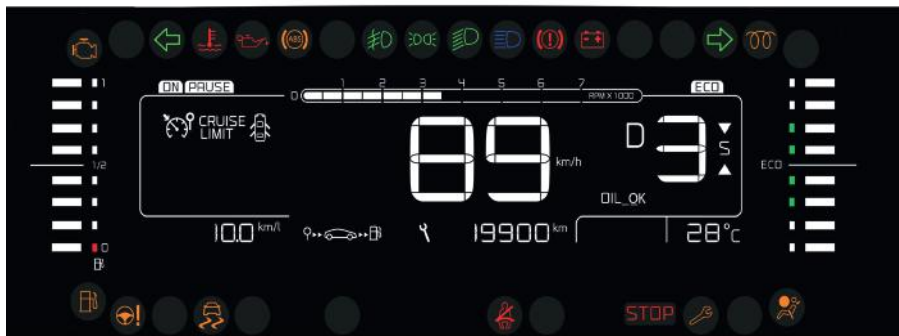 ABS
1 2 3 4 5 6 7
ON PAUSE 0 RPM X 1000 ECO
1
CRUISE
LIMIT
89 km/h
D 3 S
1/2
ECO
OIL_OK
10.0 km/l 19900 km 28°C
0
STOP